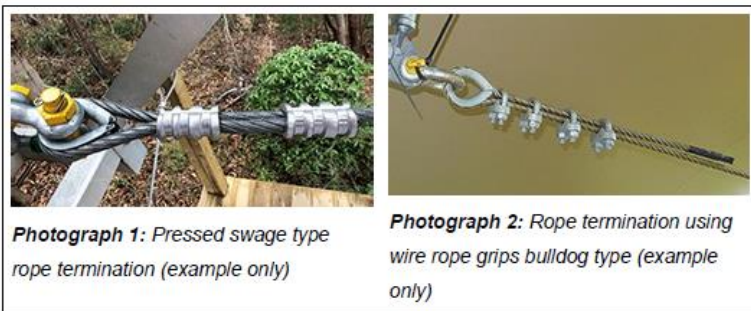 Photograph 1: Pressed swage type
rope termination (example only)
Photograph 2: Rope termination using
wire rope grips bulldog type (example
only)